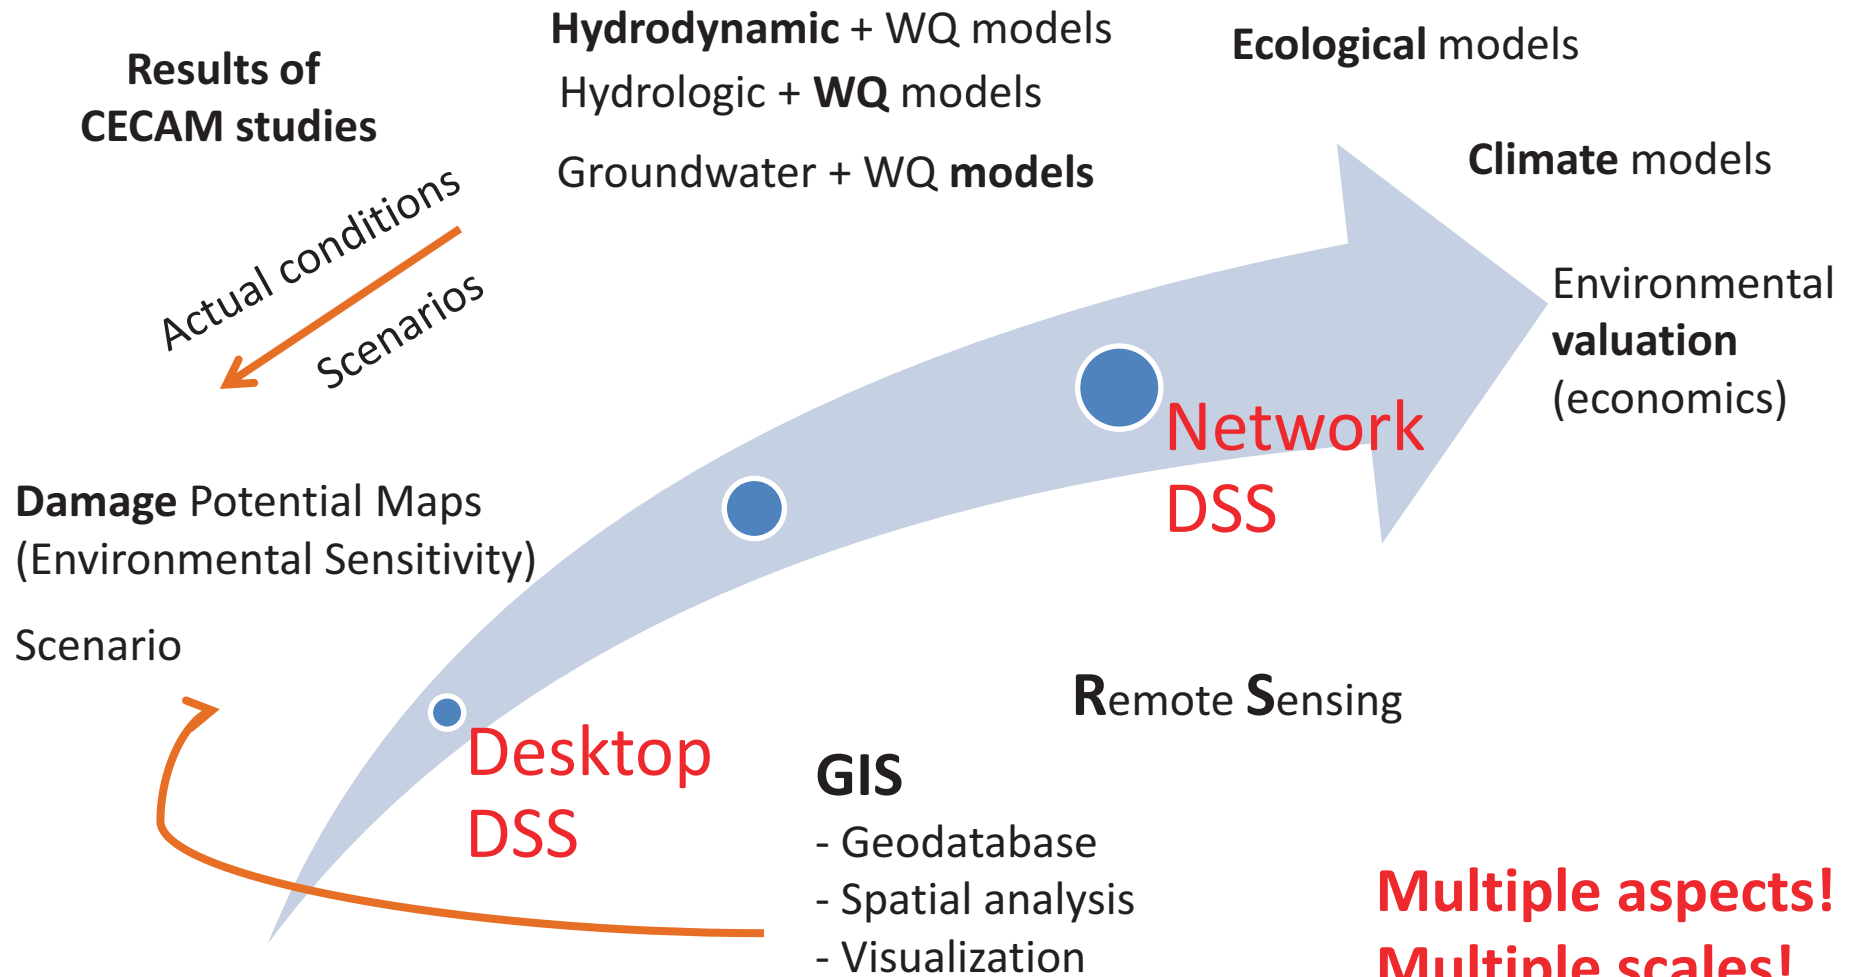 Results of
CECAM studies
Hydrodynamic + WQ models
Hydrologic + WQ models
Groundwater + WQ models
Ecological models
Climate models
Actual conditions
Scenarios
Environmental
valuation
(economics)
Network
DSS
Damage Potential Maps
(Environmental Sensitivity)
Scenario
Desktop
DSS
Remote Sensing
GIS
- Geodatabase
- Spatial analysis
- Visualization
Multiple aspects!
Multiple scales!